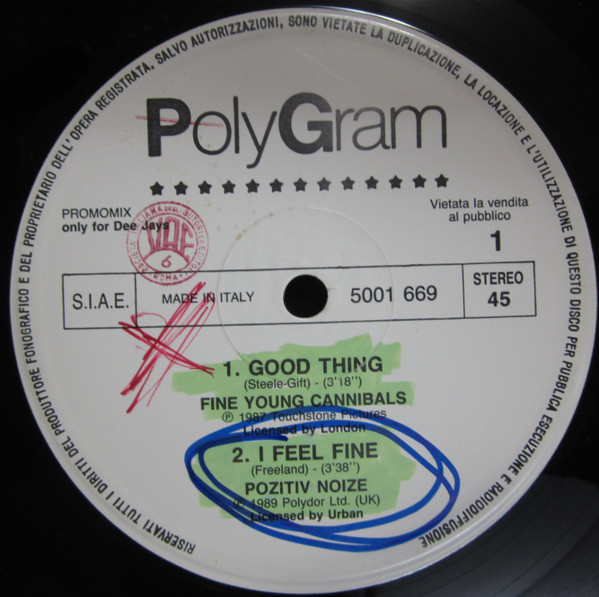 RISERVATI TUTTI I DIRITTI DEL PRODUTTORE FONOGRAFICO E DEL PROPRIETARIO DELL'OPERA REGISTRATA. SALVO AUTORIZZAZIONI, SONO VIETATE LA DUPLICAZIONE, LA LOCAZIONE E L'UTILIZZAZIONE DI QUESTO DISCO PER PUBBLICA ESECUZIONE E RADIODIFFUSIONE
PolyGram
PROMOMIX
only for Dee Jays
Vietata la vendita
al pubblico
1
6
ROMA
S.I.A.E.
MADE IN ITALY
5001 669
STEREO
45
1. GOOD THING
(Steele-Gift) - (3'18'')
FINE YOUNG CANNIBALS
℗ 1987 Touchstone Pictures
Licensed by London
2. I FEEL FINE
(Freeland) - (3'38'')
POZITIV NOIZE
℗ 1989 Polydor Ltd. (UK)
Licensed by Urban